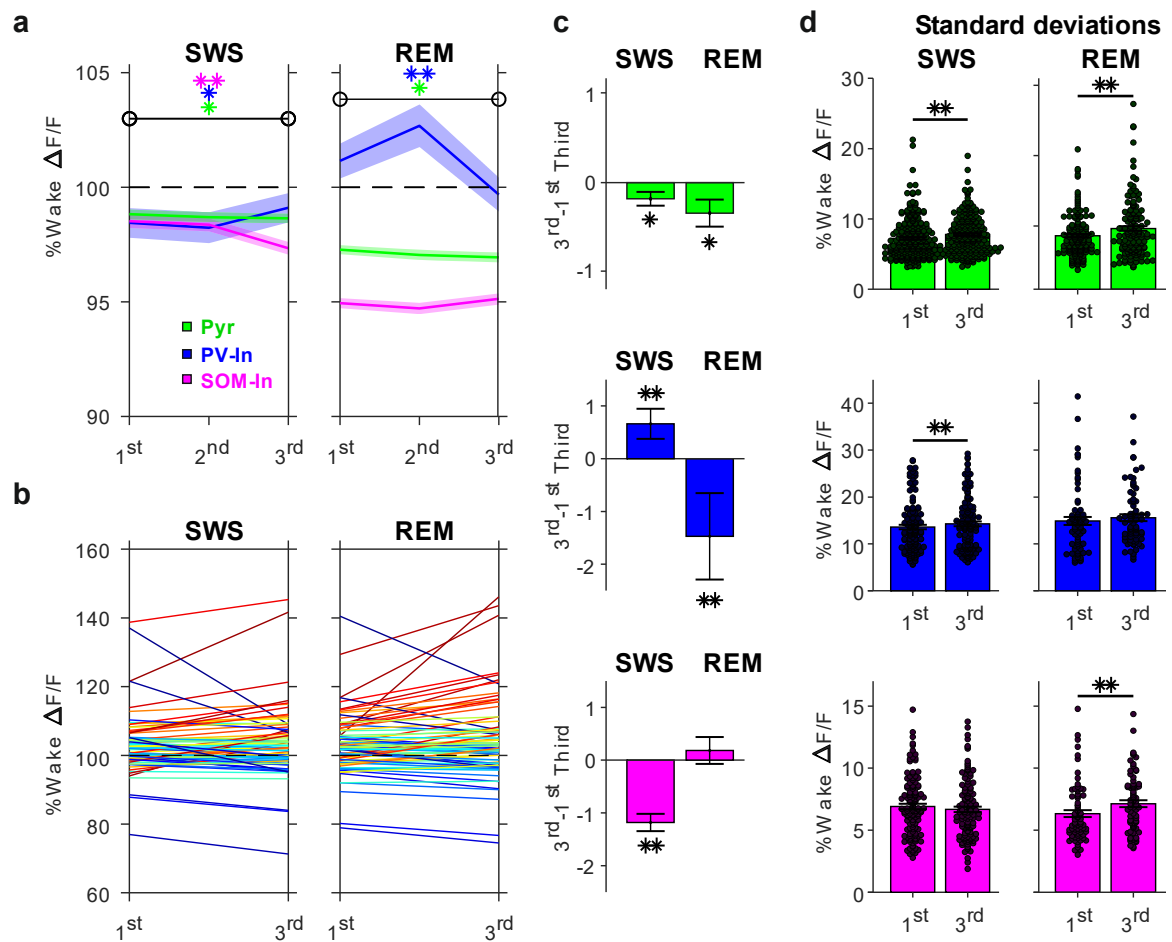 a
SWS
REM
%Wake ΔF/F
105
100
95
90
Pyr
PV-In
SOM-In
1st
2nd
3rd
1st
2nd
3rd
b
SWS
REM
%Wake ΔF/F
160
140
120
100
80
60
1st
3rd
1st
3rd
c
SWS
REM
3rd-1st Third
1
0
-1
SWS
REM
3rd-1st Third
1
0
-1
-2
SWS
REM
3rd-1st Third
1
0
-1
-2
d
Standard deviations
SWS
REM
%Wake ΔF/F
30
20
10
0
1st
3rd
1st
3rd
%Wake ΔF/F
40
30
20
10
0
1st
3rd
1st
3rd
%Wake ΔF/F
15
10
5
0
1st
3rd
1st
3rd